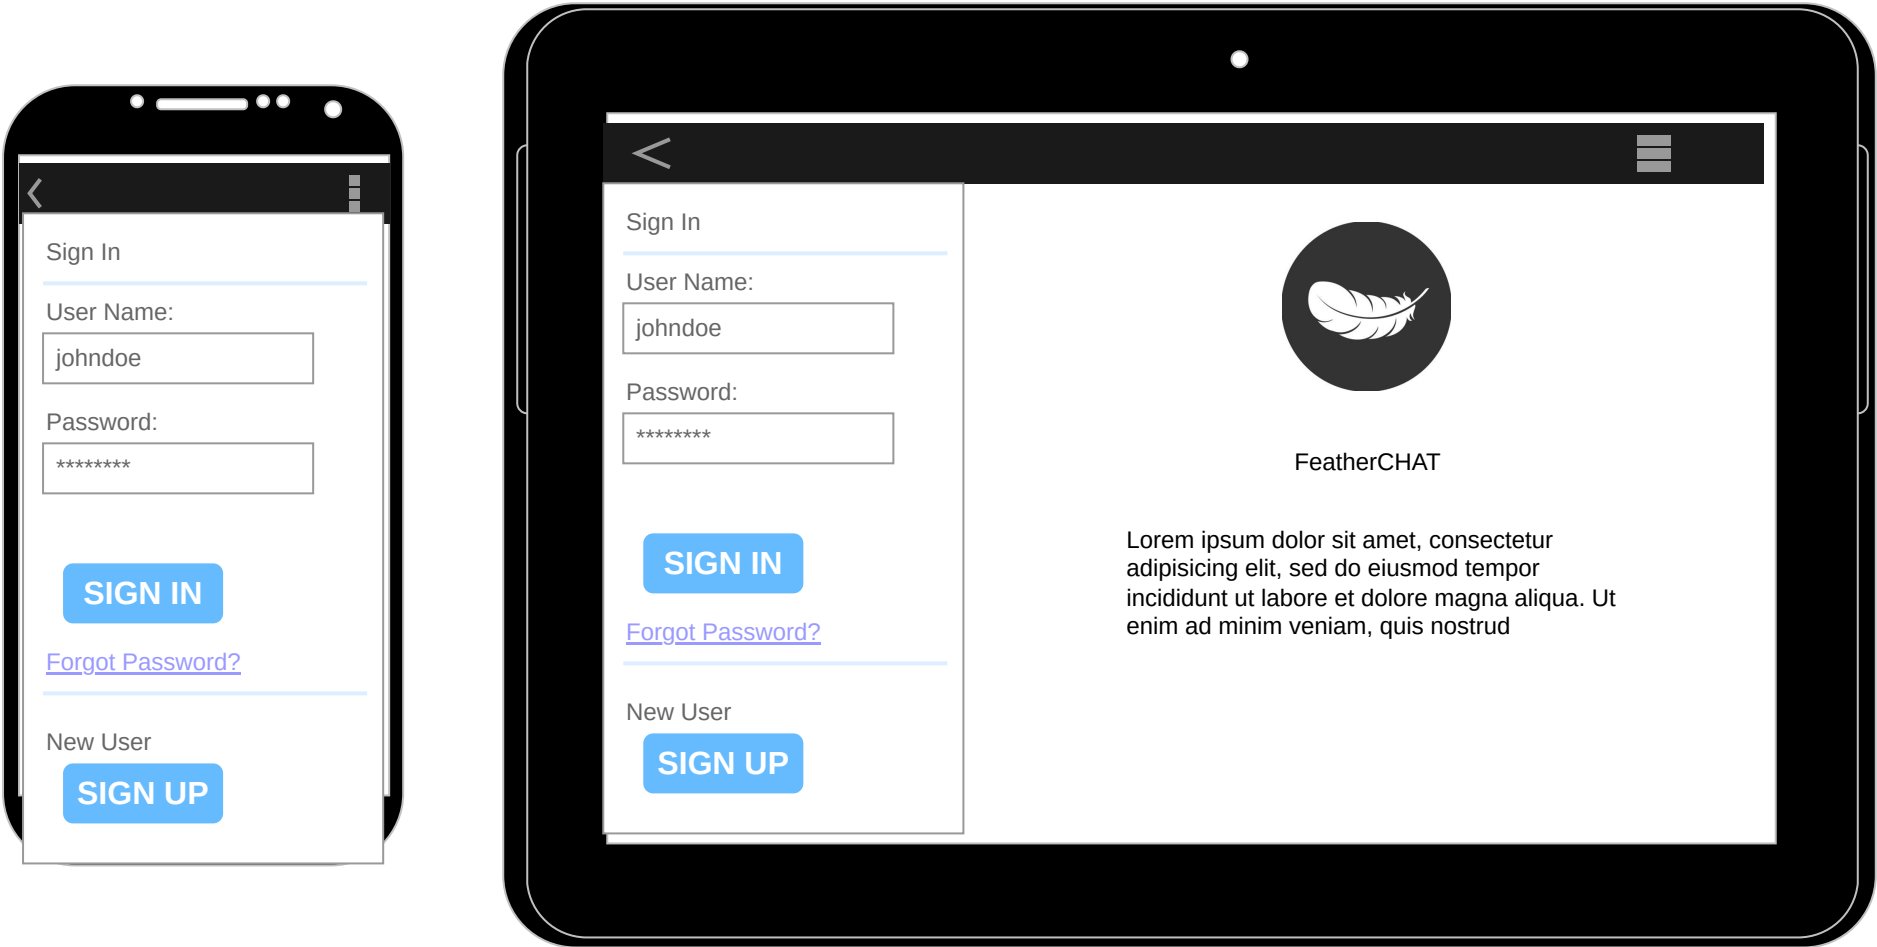 Sign In
User Name:
johndoe
Password:
********
SIGN IN
Forgot Password?
New User
SIGN UP
Sign In
User Name:
johndoe
Password:
********
SIGN IN
Forgot Password?
New User
SIGN UP
FeatherCHAT
Lorem ipsum dolor sit amet, consectetur
adipisicing elit, sed do eiusmod tempor
incididunt ut labore et dolore magna aliqua. Ut
enim ad minim veniam, quis nostrud